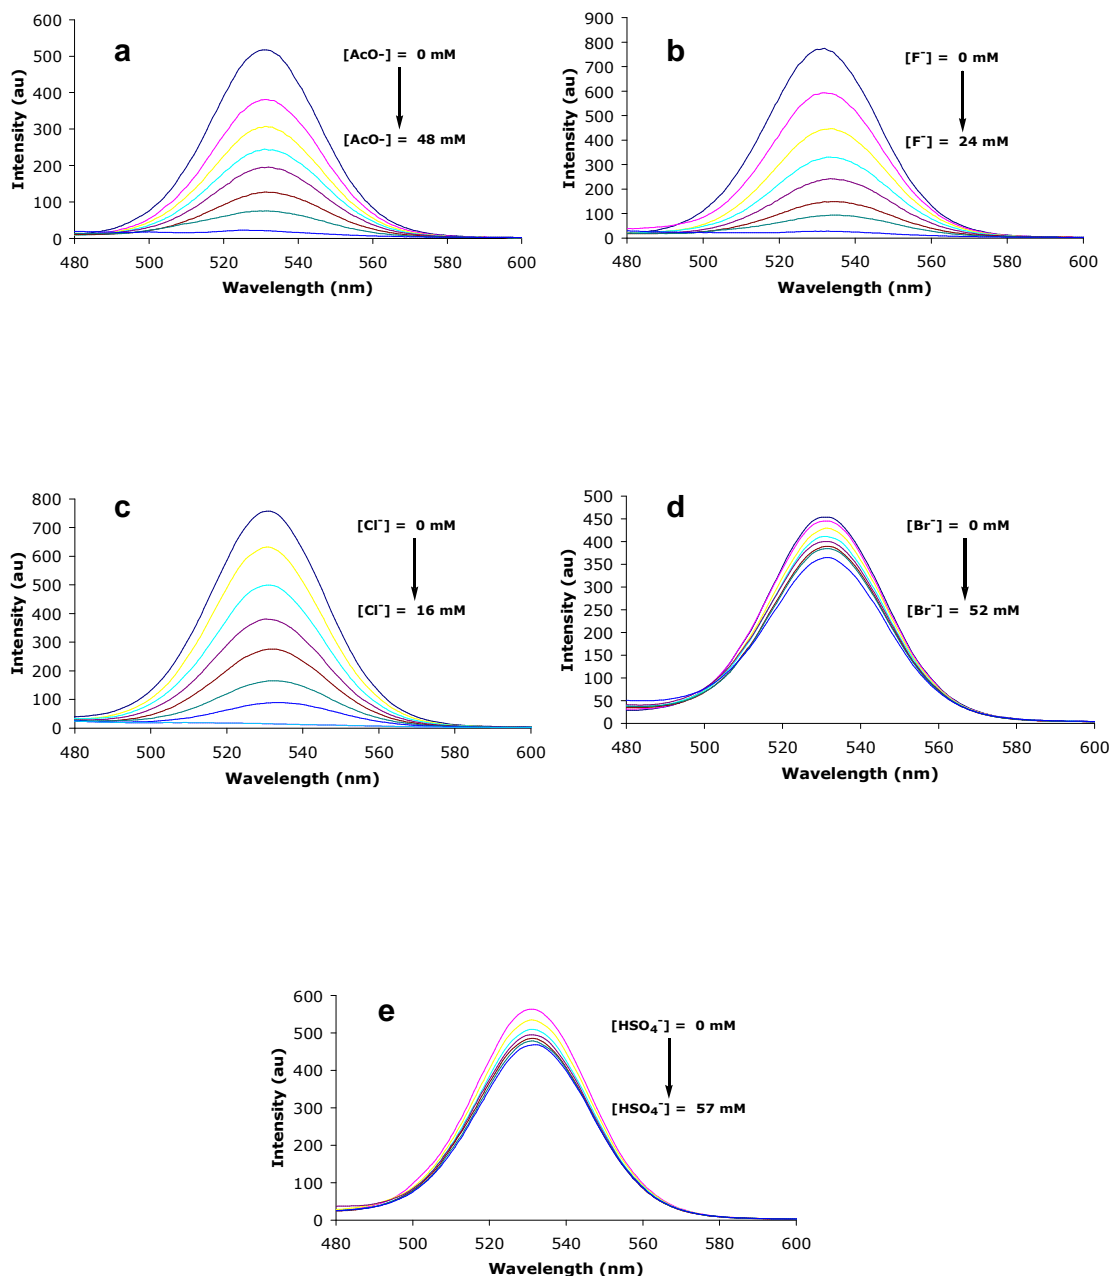 a
600
500
400
300
200
100
0
Intensity (au)
[AcO-] = 0 mM
[AcO-] = 48 mM
480 500 520 540 560 580 600
Wavelength (nm)
b
900
800
700
600
500
400
300
200
100
0
Intensity (au)
[F⁻] = 0 mM
[F⁻] = 24 mM
480 500 520 540 560 580 600
Wavelength (nm)
c
800
700
600
500
400
300
200
100
0
Intensity (au)
[Cl⁻] = 0 mM
[Cl⁻] = 16 mM
480 500 520 540 560 580 600
Wavelength (nm)
d
500
450
400
350
300
250
200
150
100
50
0
Intensity (au)
[Br⁻] = 0 mM
[Br⁻] = 52 mM
480 500 520 540 560 580 600
Wavelength (nm)
e
600
500
400
300
200
100
0
Intensity (au)
[HSO₄⁻] = 0 mM
[HSO₄⁻] = 57 mM
480 500 520 540 560 580 600
Wavelength (nm)